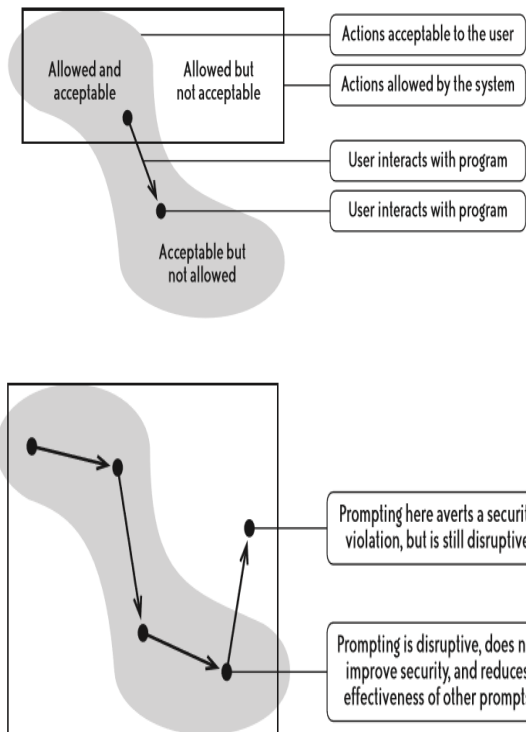 Actions acceptable to the user
Allowed and
acceptable
Allowed but
not acceptable
Actions allowed by the system
User interacts with program
User interacts with program
Acceptable but
not allowed
Prompting here averts a securit
violation, but is still disruptive
Prompting is disruptive, does n
improve security, and reduces
effectiveness of other prompt